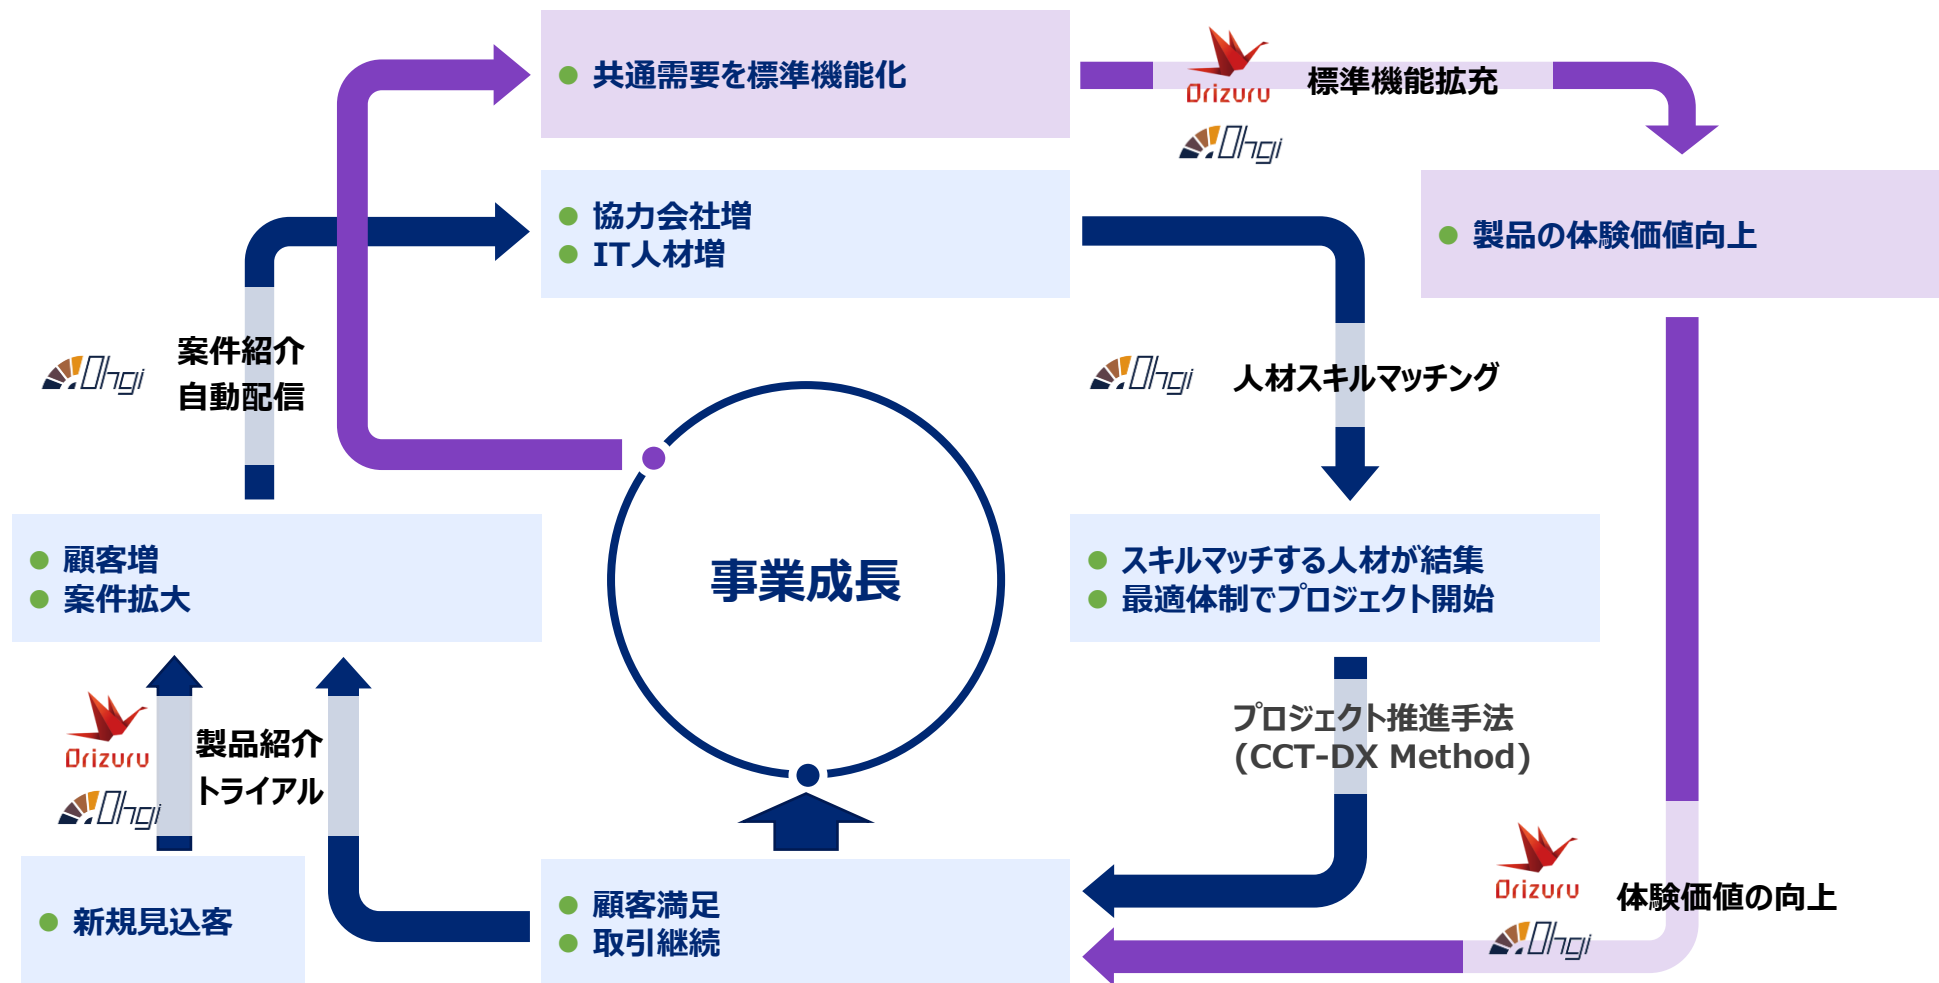 共通需要を標準機能化
Orizuru
標準機能拡充
Ohgi
協力会社増
IT人材増
製品の体験価値向上
案件紹介
自動配信
Ohgi
Ohgi
人材スキルマッチング
顧客増
案件拡大
事業成長
スキルマッチする人材が結集
最適体制でプロジェクト開始
Orizuru
Ohgi
製品紹介
トライアル
プロジェクト推進手法
(CCT-DX Method)
新規見込客
顧客満足
取引継続
Orizuru
体験価値の向上
Ohgi